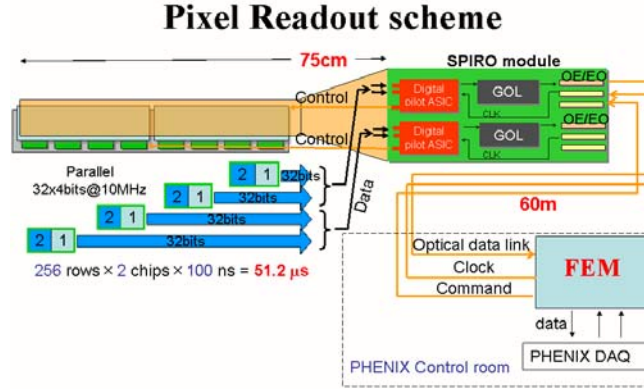 Pixel Readout scheme
75cm
SPIRO module
OE/EO
Digital
pilot ASIC
GOL
CLK
Control
OE/EO
Digital
pilot ASIC
GOL
CLK
Control
Parallel
32x4bits@10MHz
2 1 32bits
2 1 32bits
2 1 32bits
2 1 32bits
Data
256 rows × 2 chips × 100 ns = 51.2 μs
60m
Optical data link
Clock
Command
FEM
data
PHENIX DAQ
PHENIX Control room